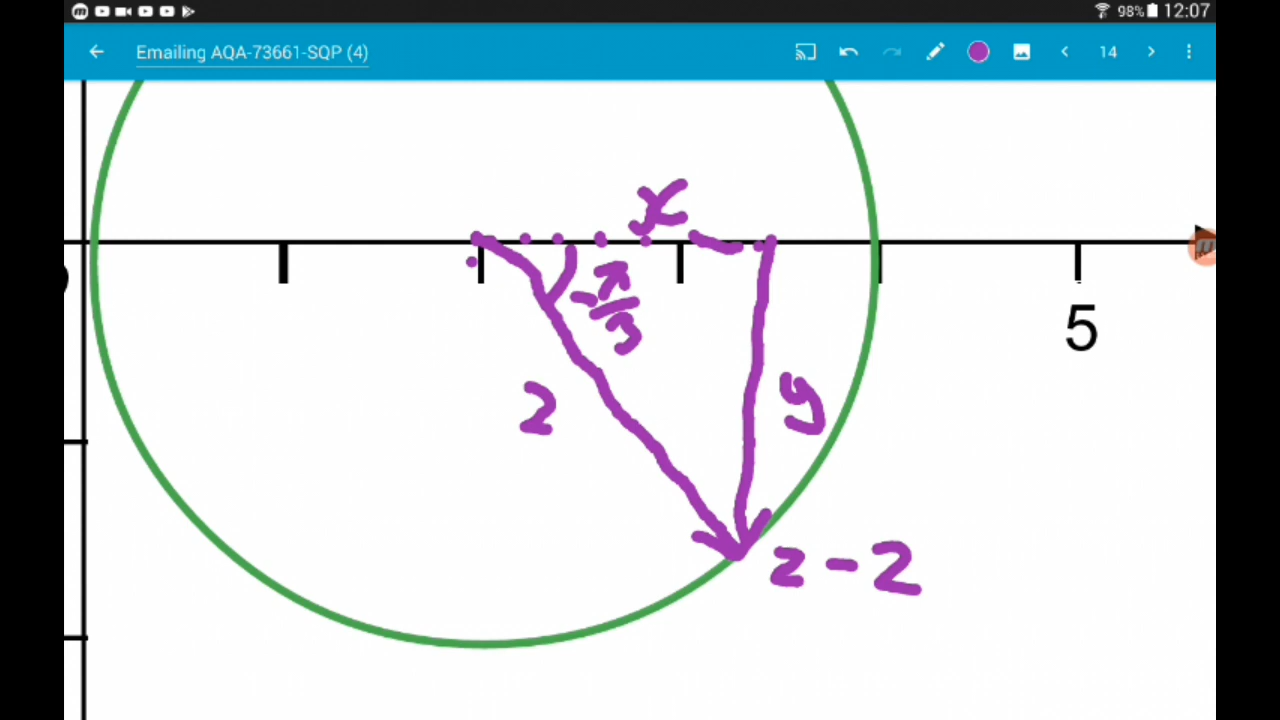 98% 12:07
Emailing AQA-73661-SQP (4)
14
x
-π/3
5
2
y
z-2